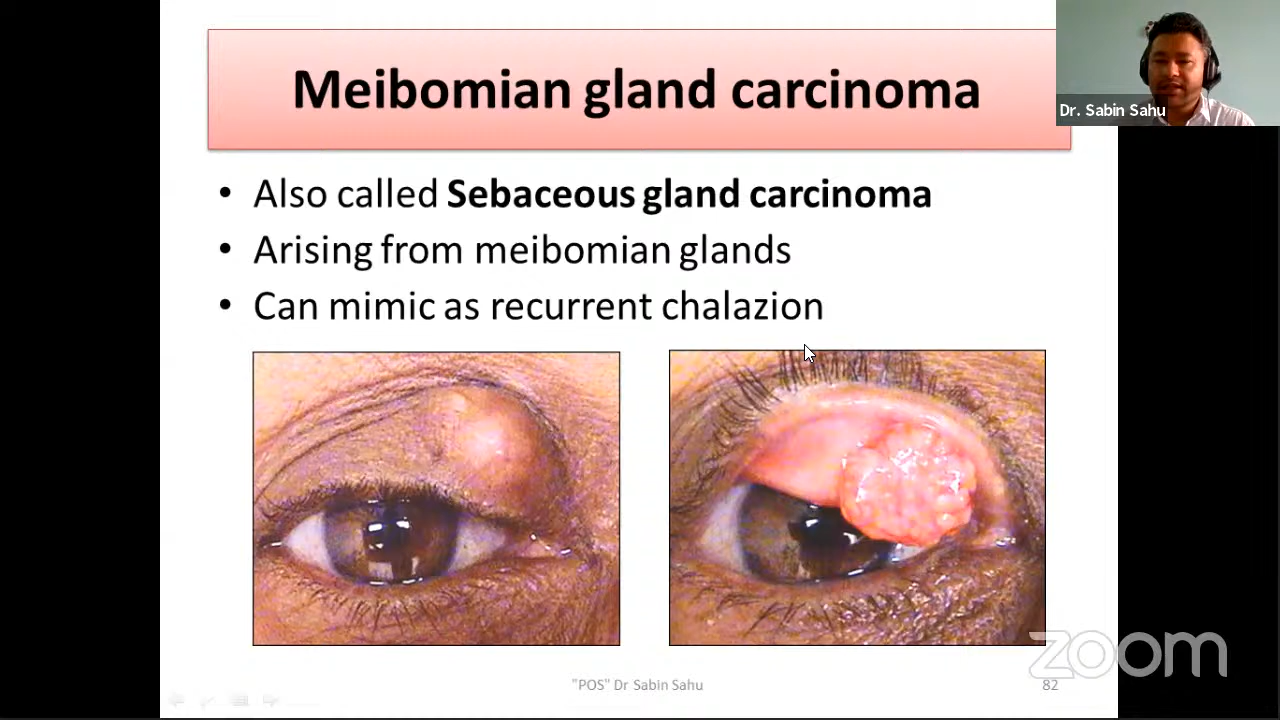 Meibomian gland carcinoma
Dr. Sabin Sahu
• Also called Sebaceous gland carcinoma
• Arising from meibomian glands
• Can mimic as recurrent chalazion
"POS" Dr Sabin Sahu
82
zoom